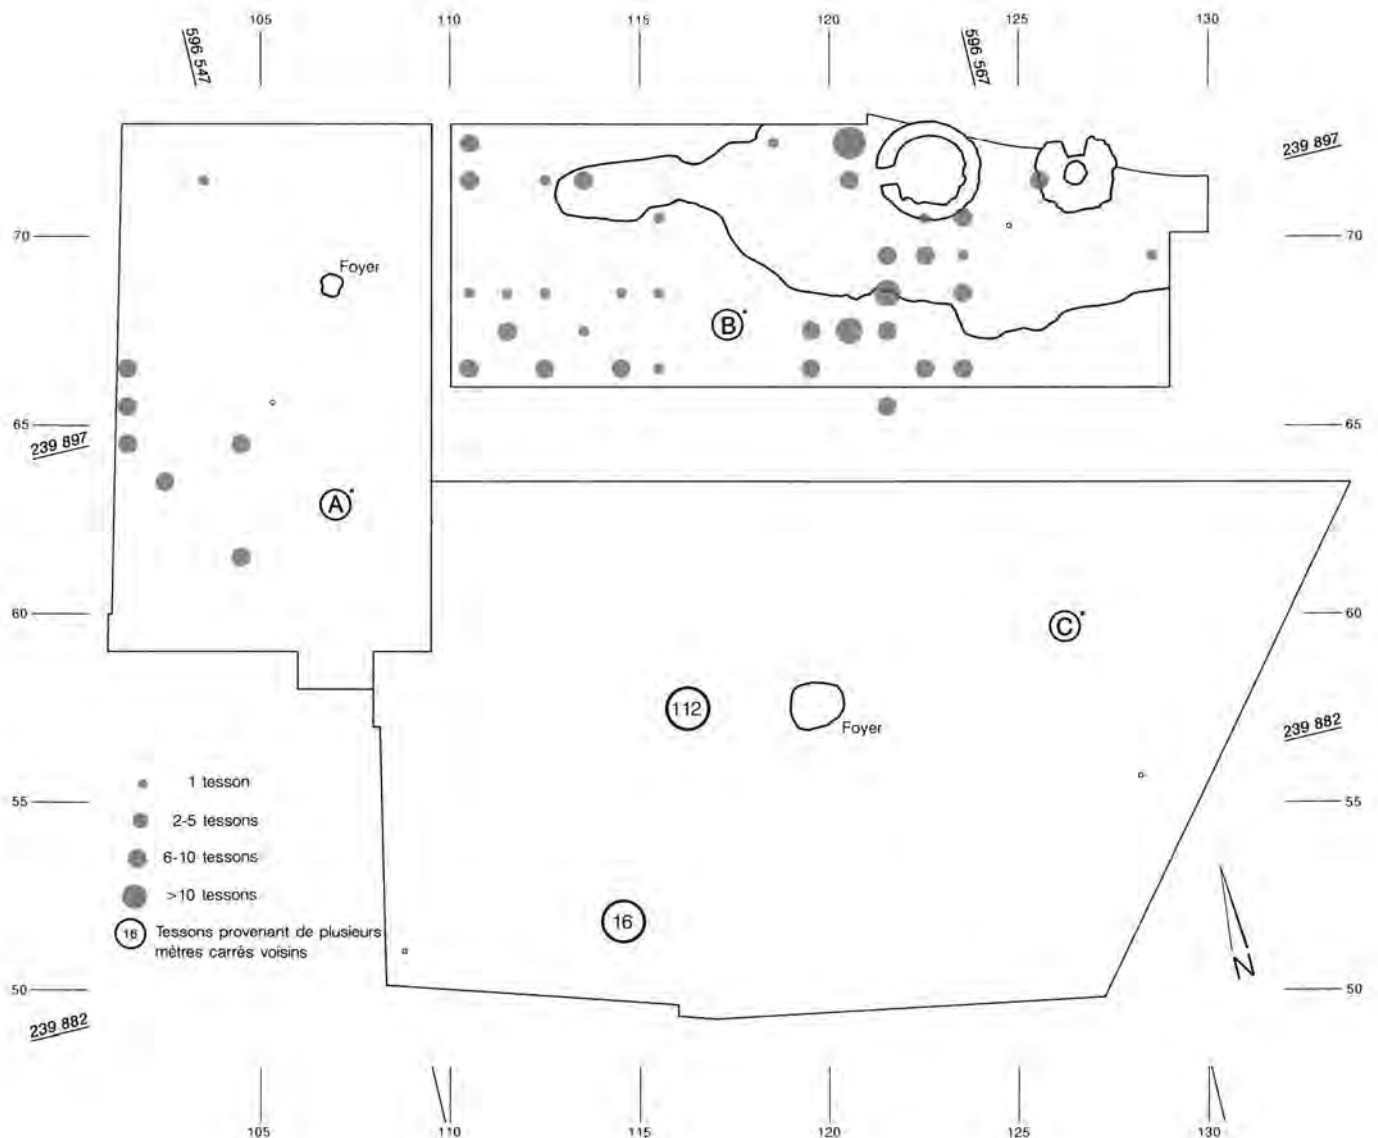 105 110 115 120 125 130
596 547
596 567
239 897
70
70
Foyer
B*
65
65
239 897
A*
60
60
C*
112
Foyer
239 882
1 tesson
2-5 tessons
6-10 tessons
>10 tessons
16 Tessons provenant de plusieurs
mètres carrés voisins
55
55
16
N
50
50
239 882
105 110 115 120 125 130